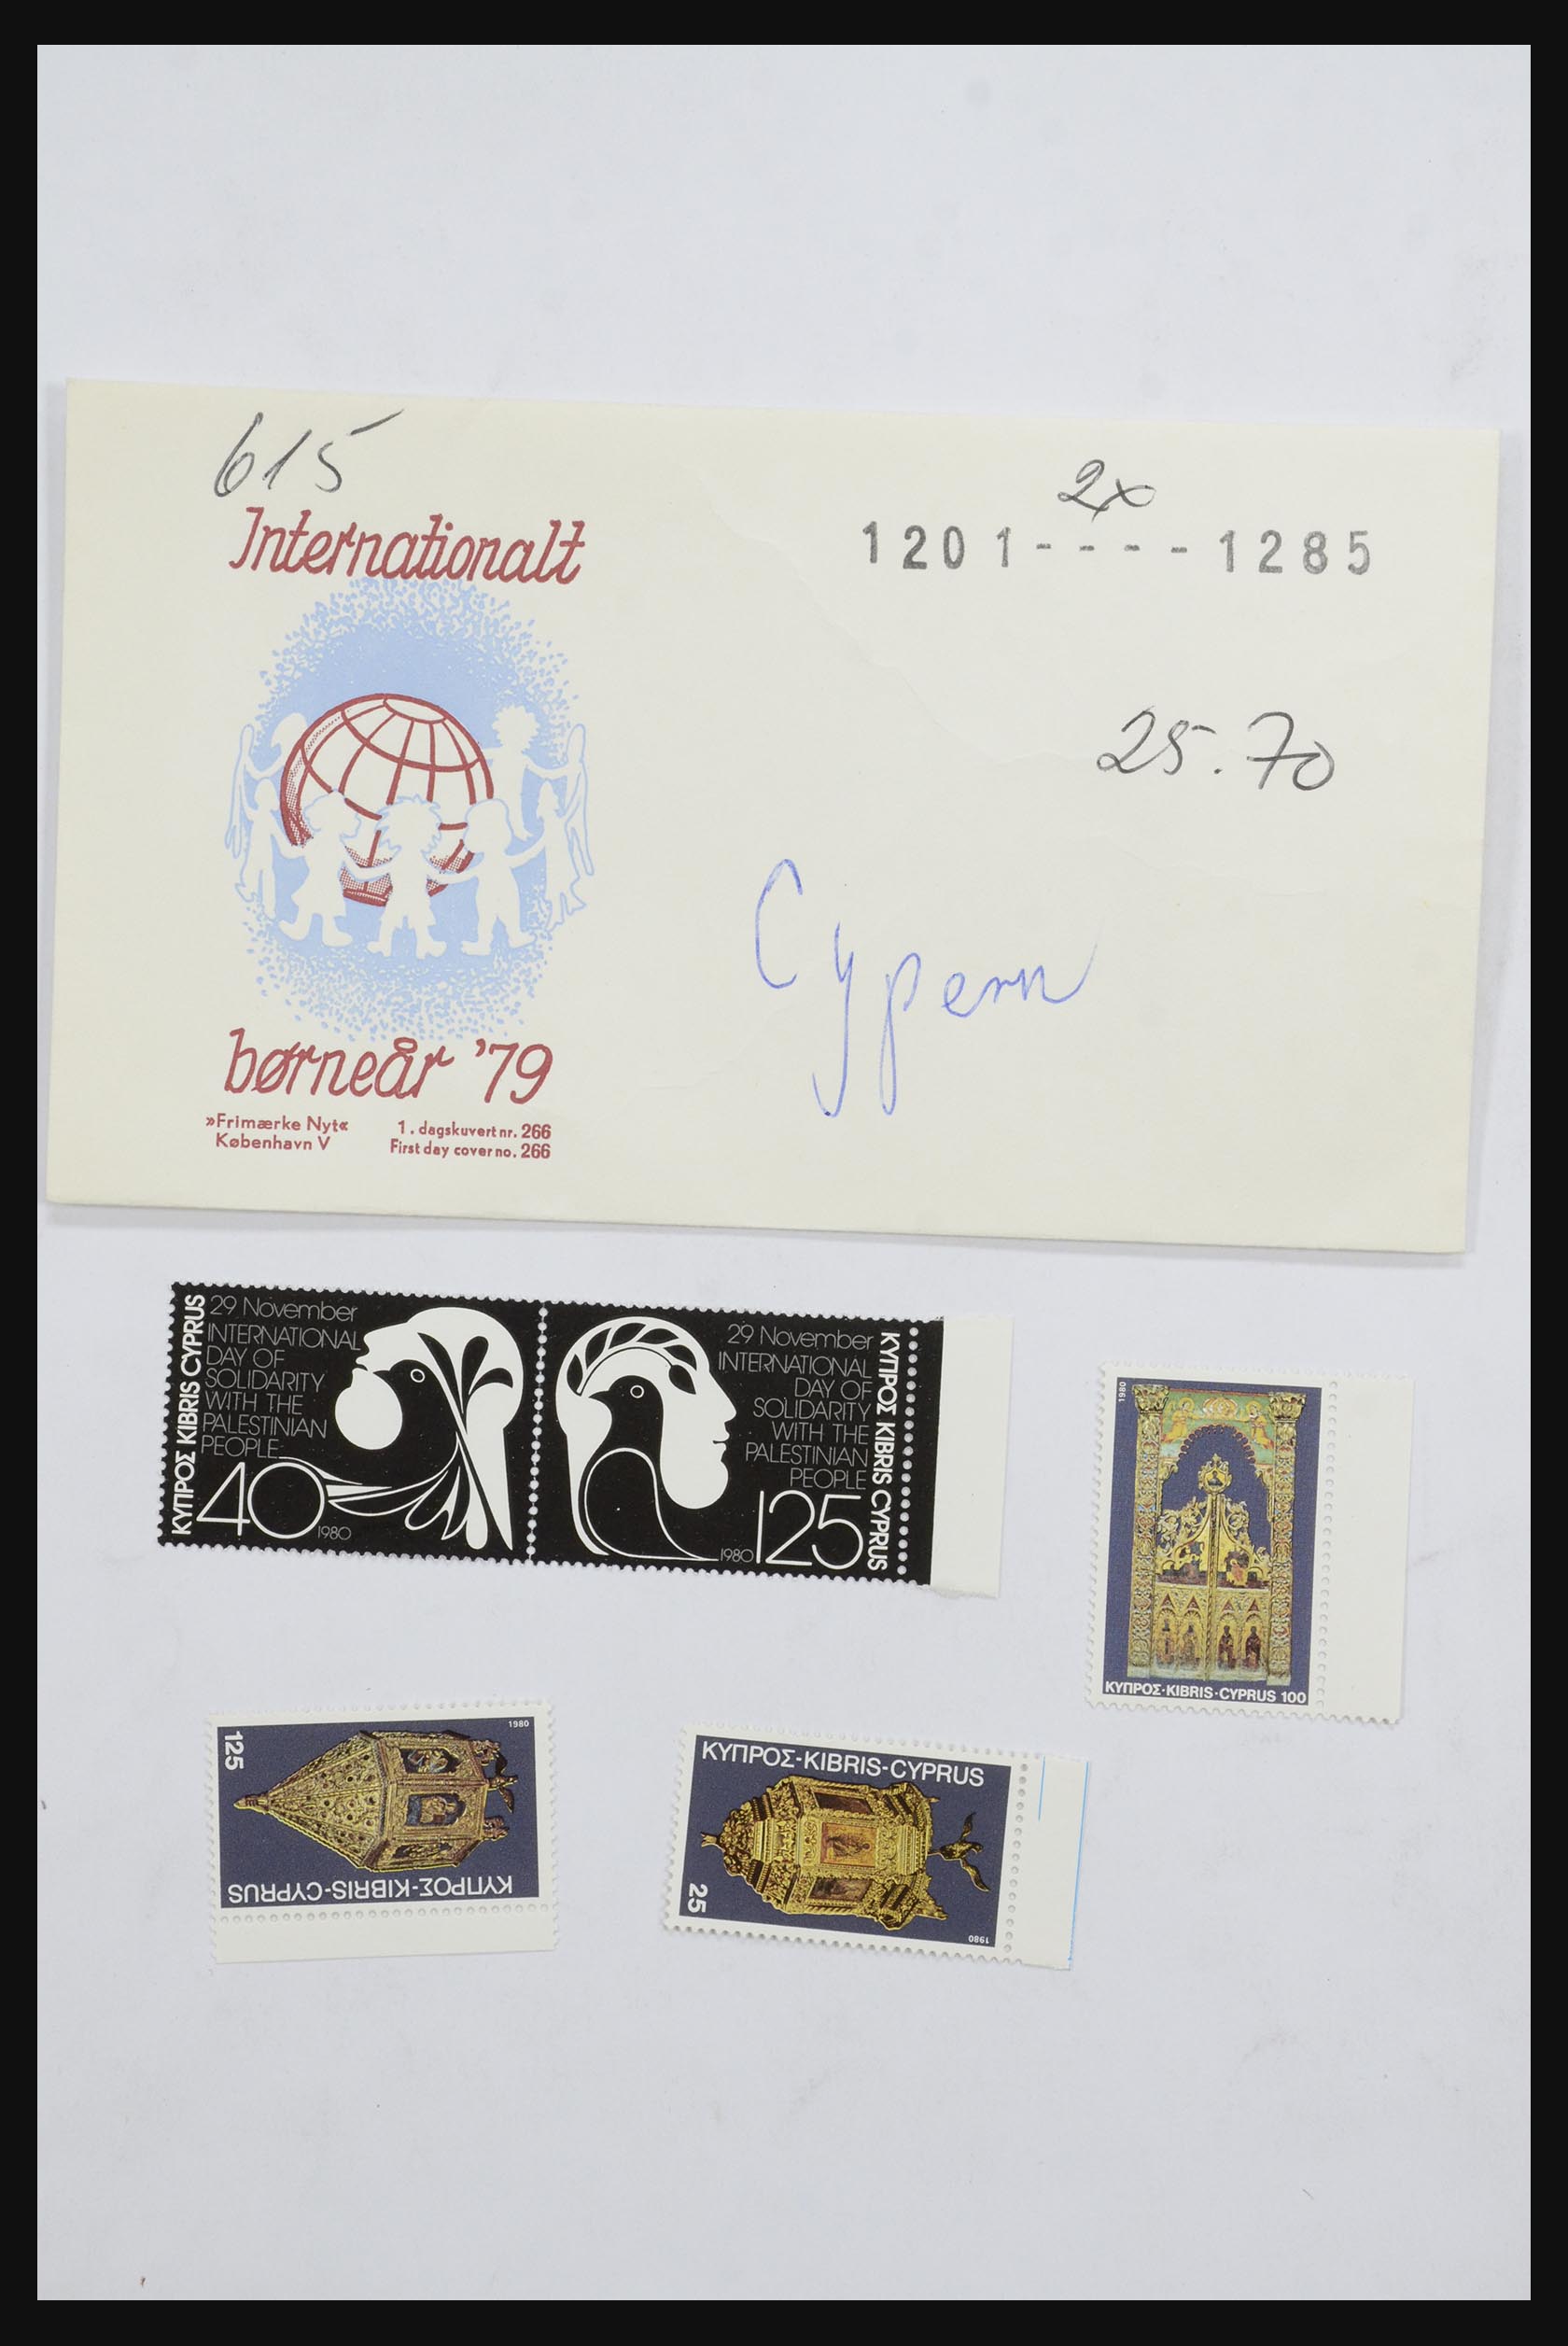 615
2x
1201----1285
Internationalt
25.70
Cypern
børneår '79
»Frimærke Nyt«
København V
1. dagskuvert nr. 266
First day cover no. 266
ΚΥΠΡΟΣ KIBRIS CYPRUS
29 November
INTERNATIONAL
DAY OF
SOLIDARITY
WITH THE
PALESTINIAN
PEOPLE
40
1980
29 November
INTERNATIONAL
DAY OF
SOLIDARITY
WITH THE
PALESTINIAN
PEOPLE
1980
125
ΚΥΠΡΟΣ KIBRIS CYPRUS
1980
ΚΥΠΡΟΣ·KIBRIS·CYPRUS 100
125
1980
ΚΥΠΡΟΣ-KIBRIS-CYPRUS
ΚΥΠΡΟΣ-KIBRIS-CYPRUS
25
1980